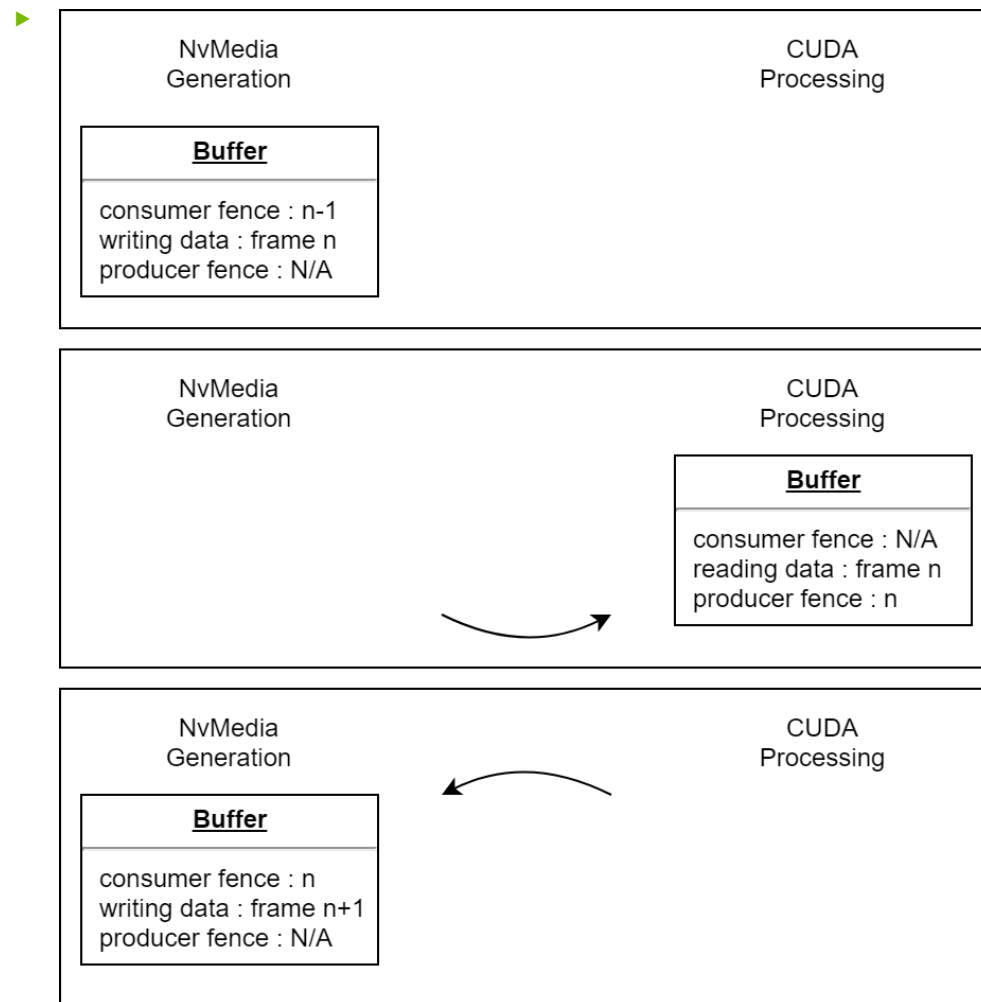 NvMedia
Generation
CUDA
Processing
Buffer
consumer fence : n-1
writing data : frame n
producer fence : N/A
NvMedia
Generation
CUDA
Processing
Buffer
consumer fence : N/A
reading data : frame n
producer fence : n
NvMedia
Generation
CUDA
Processing
Buffer
consumer fence : n
writing data : frame n+1
producer fence : N/A